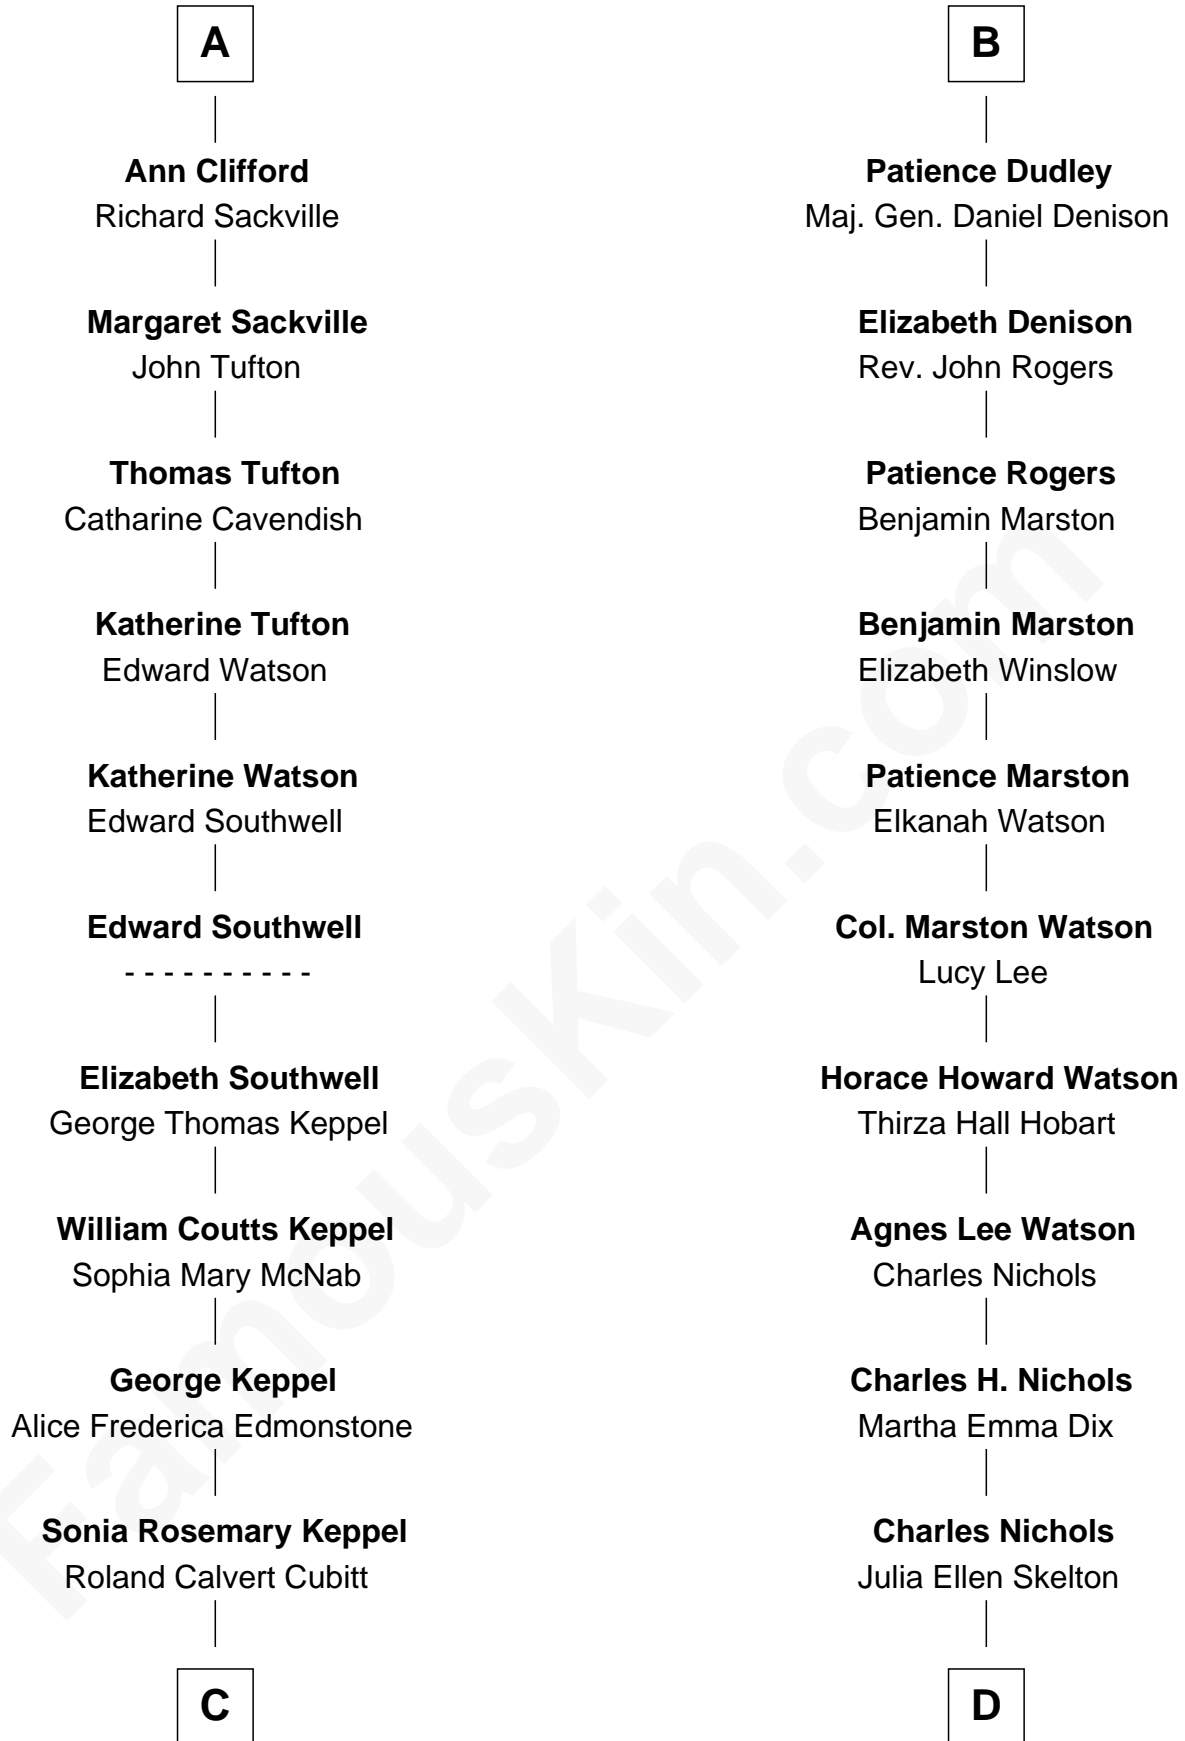 A
Ann Clifford
Richard Sackville
Margaret Sackville
John Tufton
Thomas Tufton
Catharine Cavendish
Katherine Tufton
Edward Watson
Katherine Watson
Edward Southwell
Edward Southwell
- - - - - - - - - -
Elizabeth Southwell
George Thomas Keppel
William Coutts Keppel
Sophia Mary McNab
George Keppel
Alice Frederica Edmonstone
Sonia Rosemary Keppel
Roland Calvert Cubitt
C
B
Patience Dudley
Maj. Gen. Daniel Denison
Elizabeth Denison
Rev. John Rogers
Patience Rogers
Benjamin Marston
Benjamin Marston
Elizabeth Winslow
Patience Marston
Elkanah Watson
Col. Marston Watson
Lucy Lee
Horace Howard Watson
Thirza Hall Hobart
Agnes Lee Watson
Charles Nichols
Charles H. Nichols
Martha Emma Dix
Charles Nichols
Julia Ellen Skelton
D
FamousKin.com